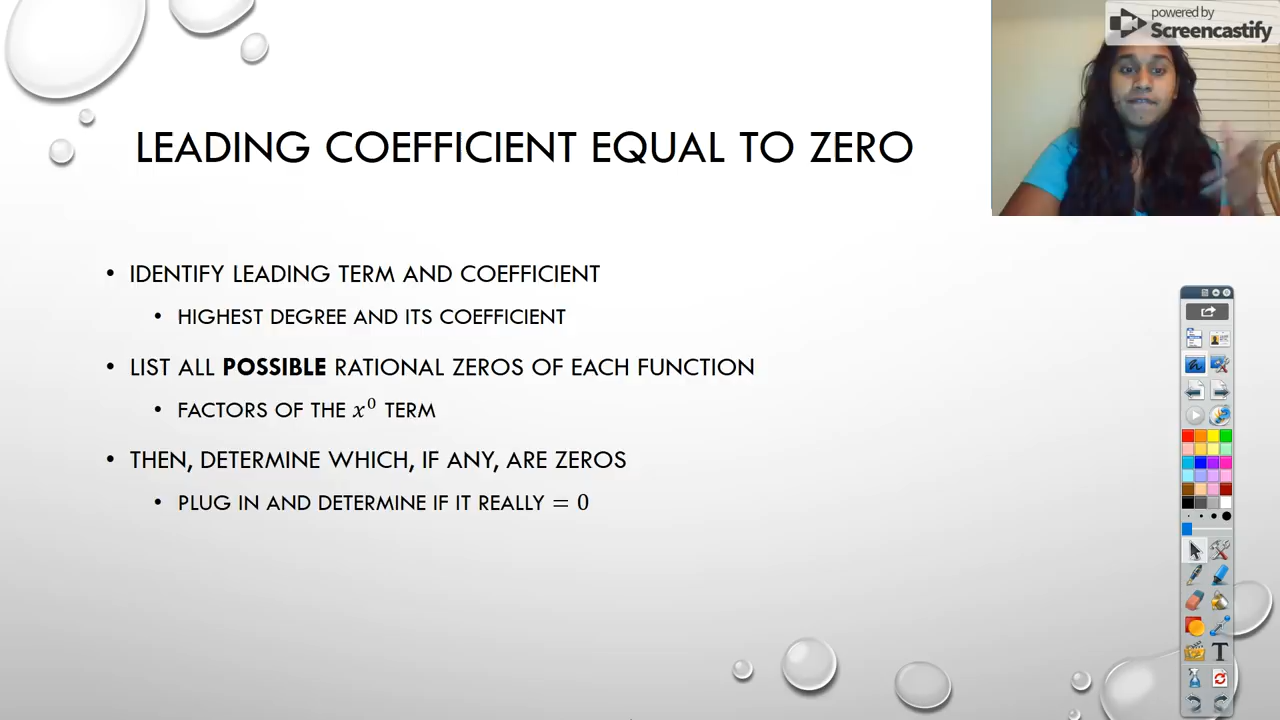 powered by
Screencastify
LEADING COEFFICIENT EQUAL TO ZERO
• IDENTIFY LEADING TERM AND COEFFICIENT
• HIGHEST DEGREE AND ITS COEFFICIENT
• LIST ALL POSSIBLE RATIONAL ZEROS OF EACH FUNCTION
• FACTORS OF THE x⁰ TERM
• THEN, DETERMINE WHICH, IF ANY, ARE ZEROS
• PLUG IN AND DETERMINE IF IT REALLY = 0
T